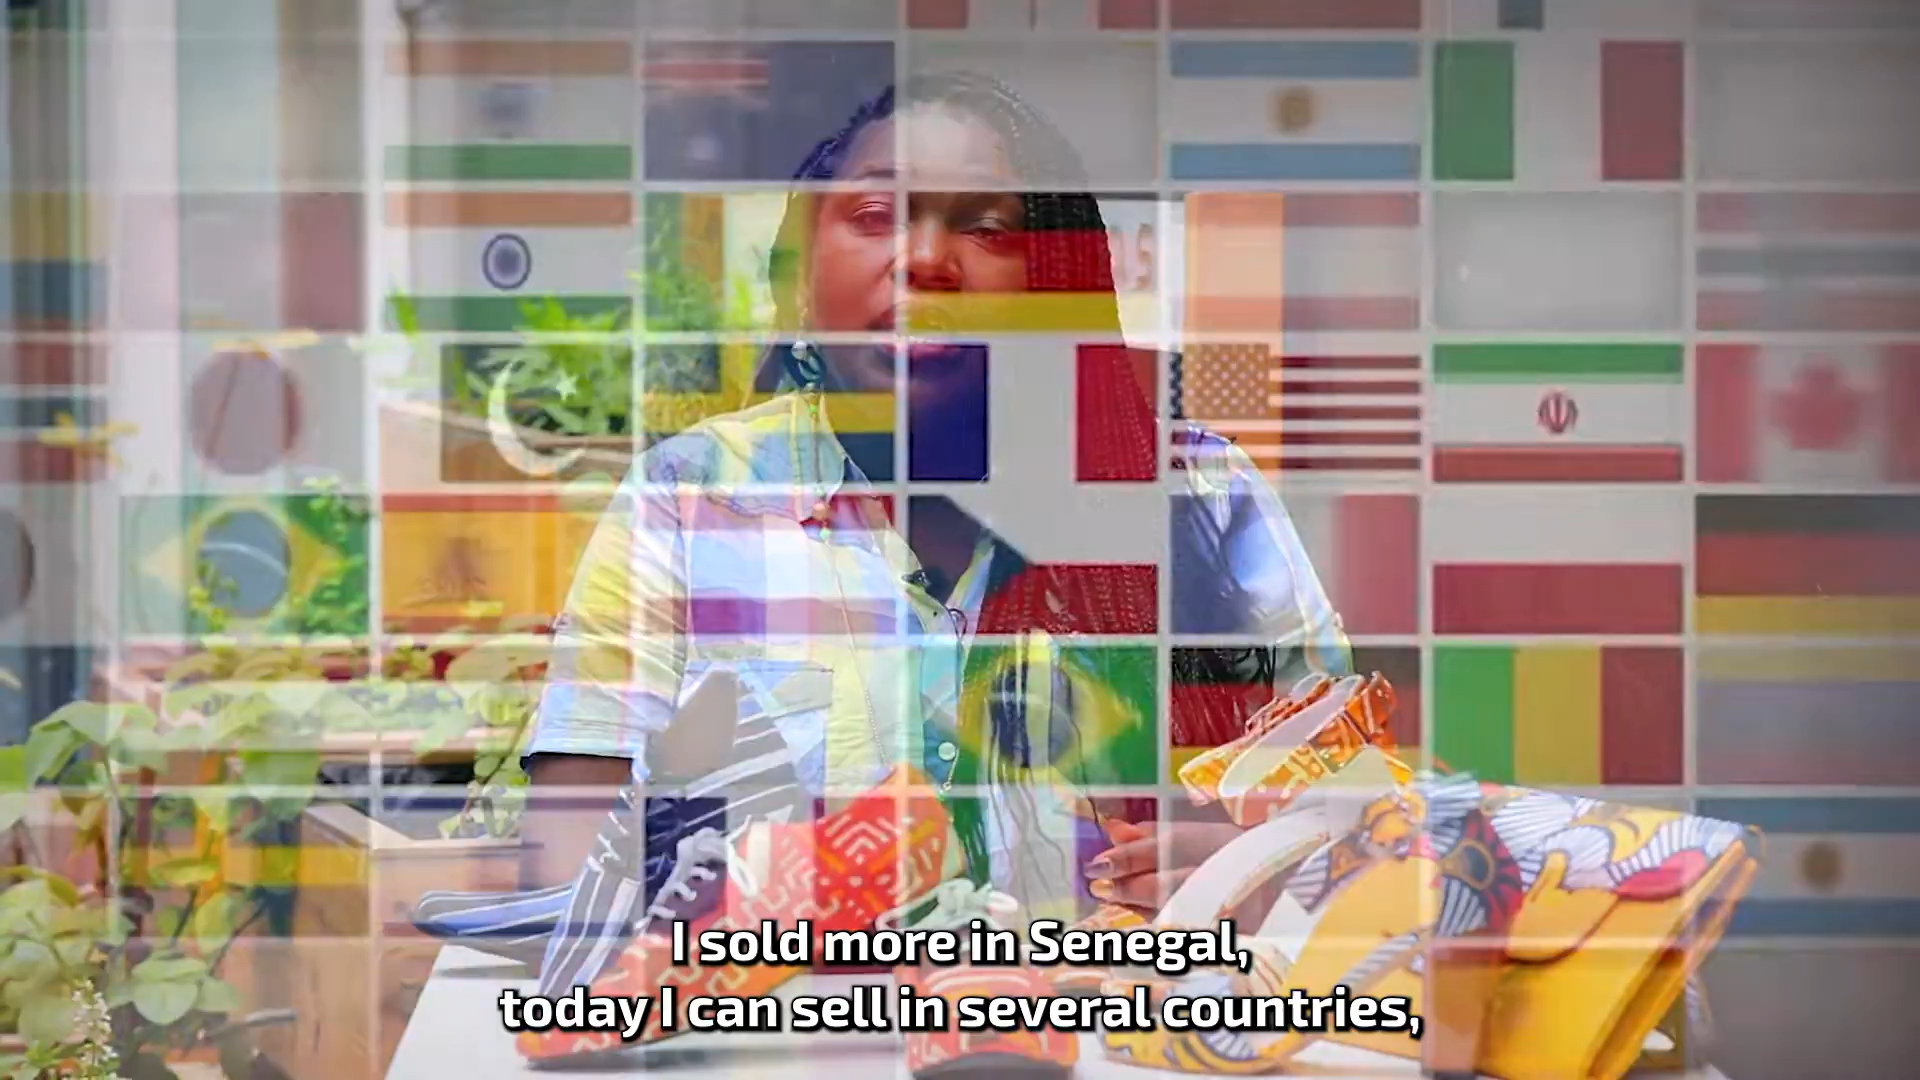 I sold more in Senegal,
today I can sell in several countries,